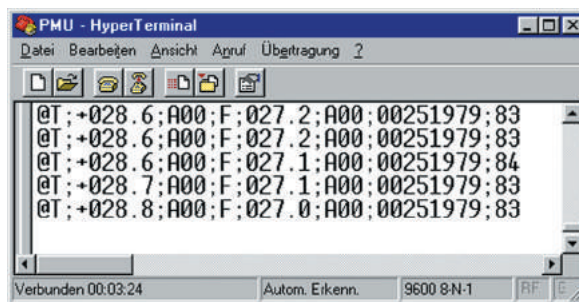 PMU - HyperTerminal
Datei Bearbeiten Ansicht Anruf Übertragung ?
@T;+028.6;A00;F;027.2;A00;00251979;83
@T;+028.6;A00;F;027.2;A00;00251979;83
@T;+028.6;A00;F;027.1;A00;00251979;84
@T;+028.7;A00;F;027.1;A00;00251979;83
@T;+028.8;A00;F;027.0;A00;00251979;83
Verbunden 00:03:24 Autom. Erkenn. 9600 8-N-1 RF